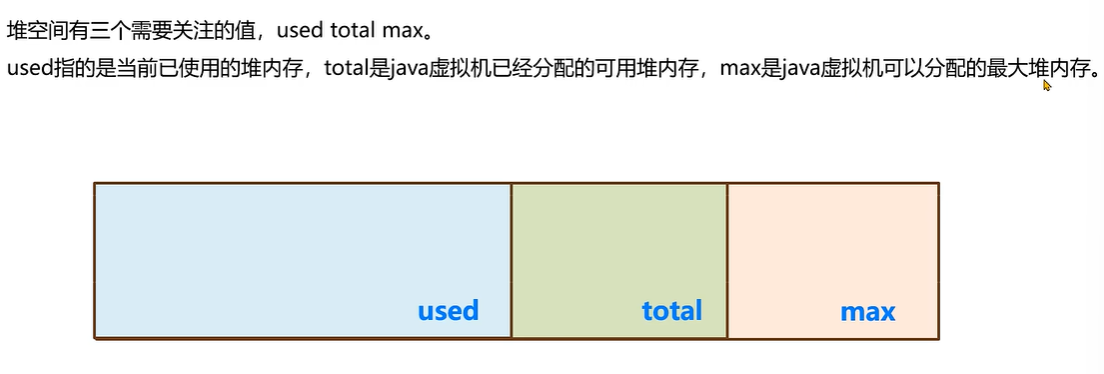 堆空间有三个需要关注的值，used total max。
used指的是当前已使用的堆内存，total是java虚拟机已经分配的可用堆内存，max是java虚拟机可以分配的最大堆内存。
used total max